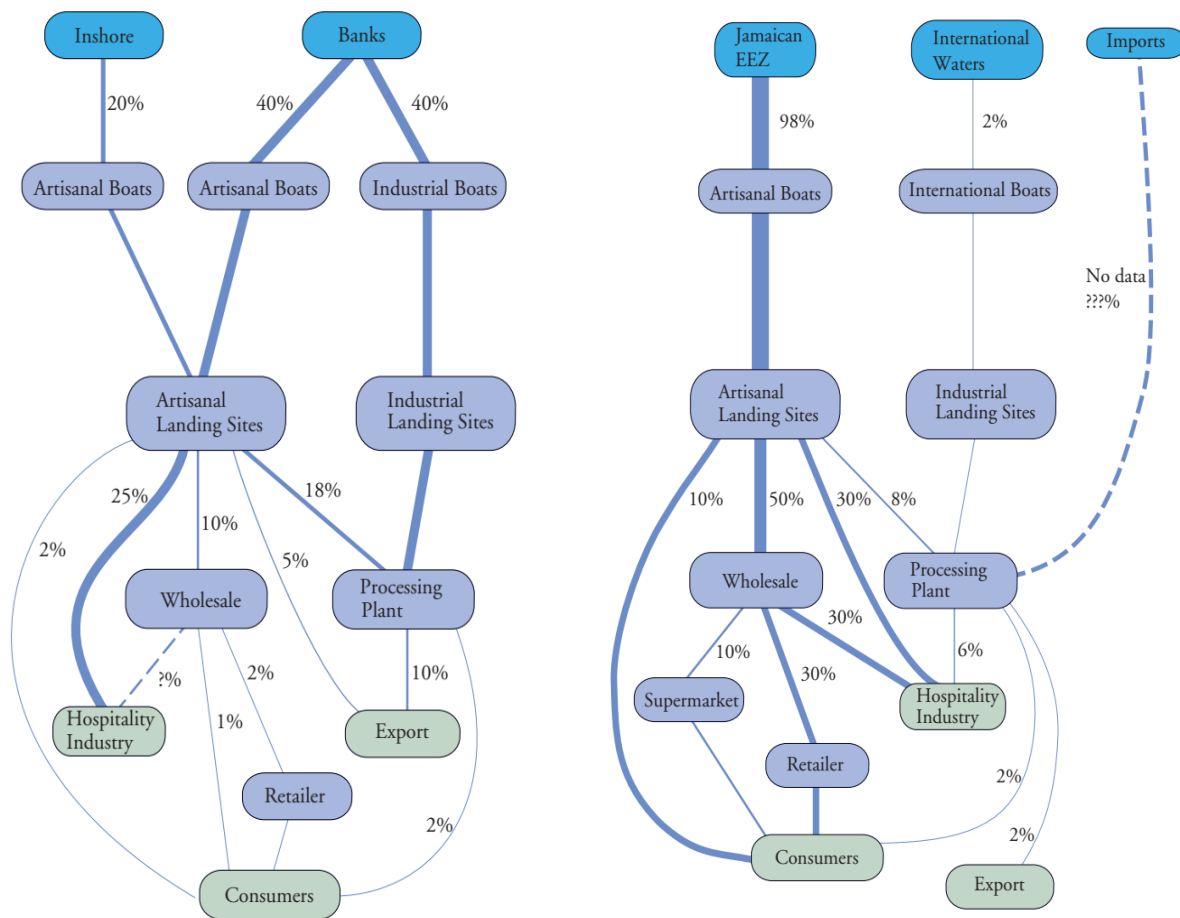 Inshore
Banks
20%
40%
40%
Artisanal Boats
Artisanal Boats
Industrial Boats
Artisanal
Landing Sites
Industrial
Landing Sites
25%
18%
10%
2%
5%
Wholesale
Processing
Plant
?%
2%
10%
1%
Hospitality
Industry
Export
Retailer
2%
Consumers
Jamaican
EEZ
International
Waters
Imports
98%
2%
Artisanal Boats
International Boats
No data
???%
Artisanal
Landing Sites
Industrial
Landing Sites
10%
50%
30%
8%
Wholesale
Processing
Plant
30%
10%
6%
30%
Supermarket
Hospitality
Industry
Retailer
2%
2%
Consumers
Export